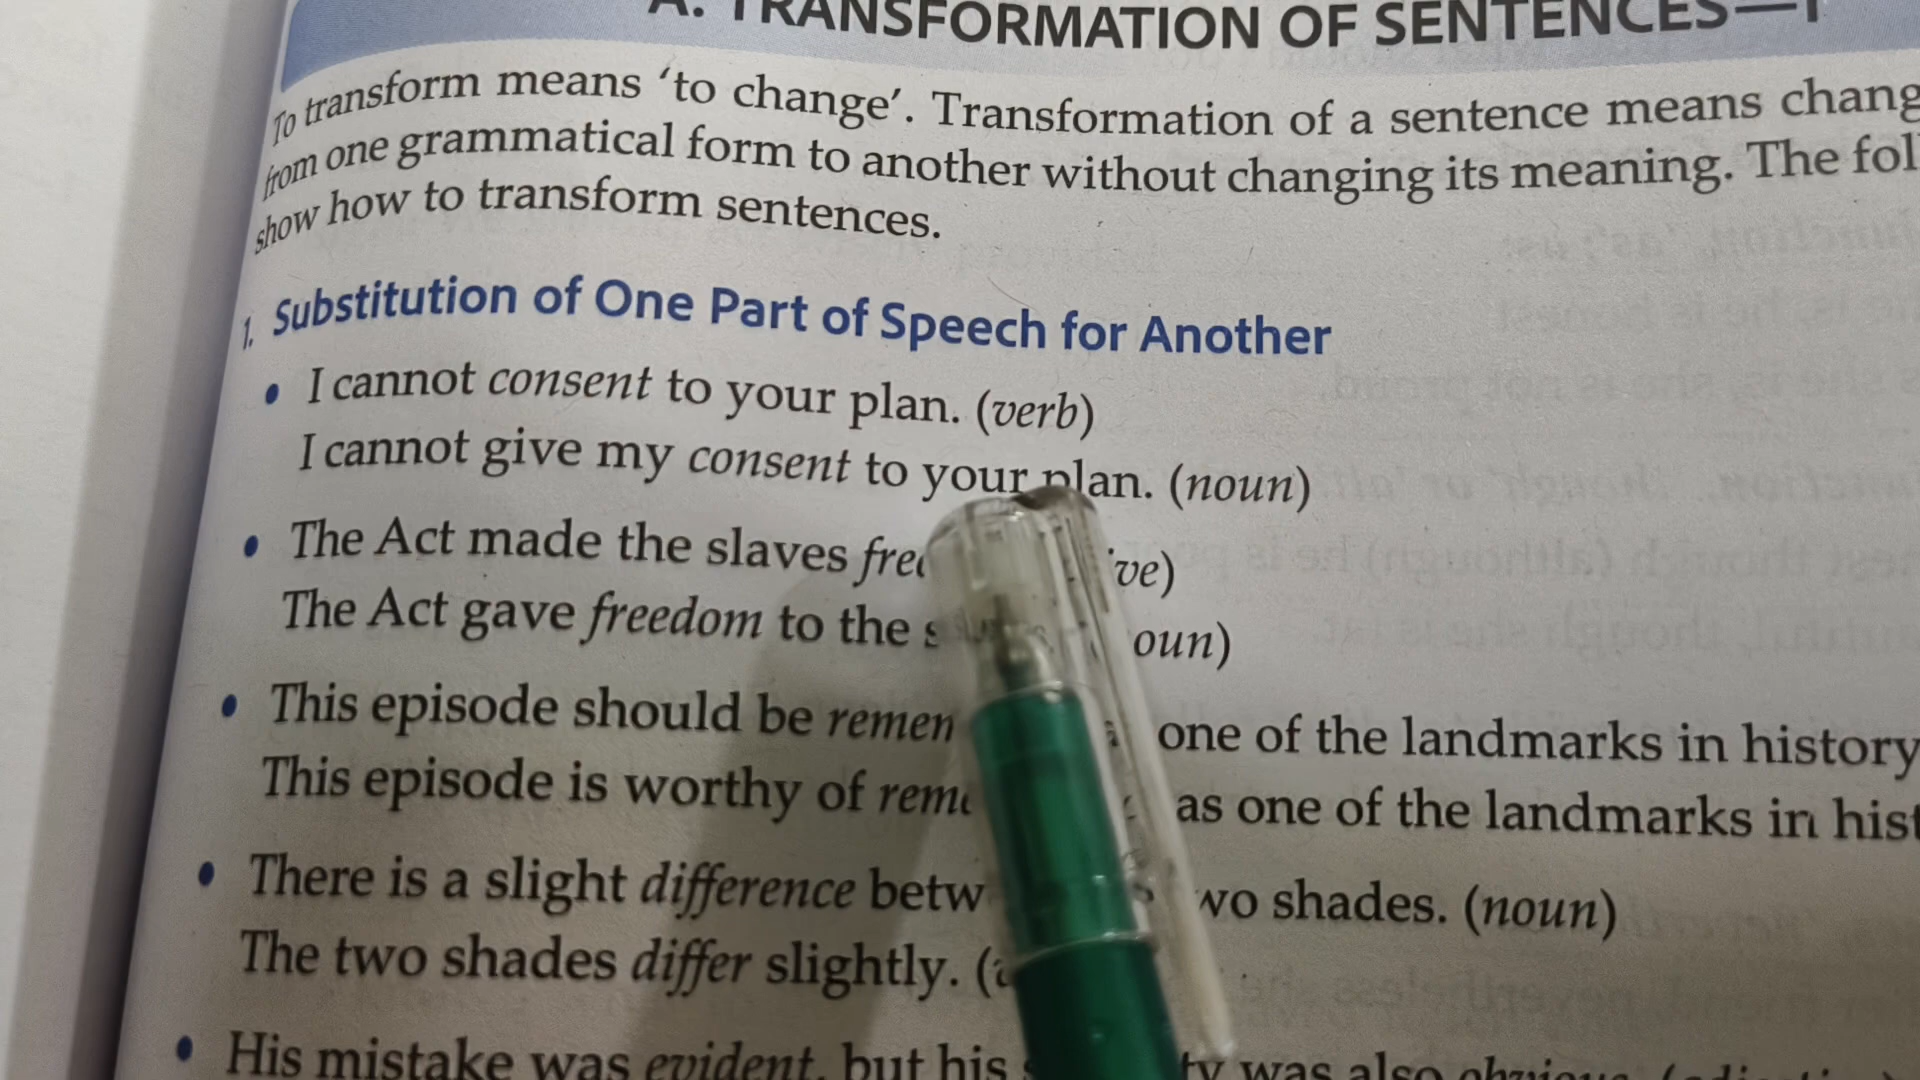 A. TRANSFORMATION OF SENTENCES—I
To transform means ‘to change’. Transformation of a sentence means chang
from one grammatical form to another without changing its meaning. The fol
show how to transform sentences.
1. Substitution of One Part of Speech for Another
• I cannot consent to your plan. (verb)
I cannot give my consent to your plan. (noun)
• The Act made the slaves
The Act gave freedom to the
• This episode should be one of the landmarks in history
This episode is worthy of as one of the landmarks in
• There is a slight difference shades. (noun)
The two shades differ slightly.
• His mistake was evident, but his was also